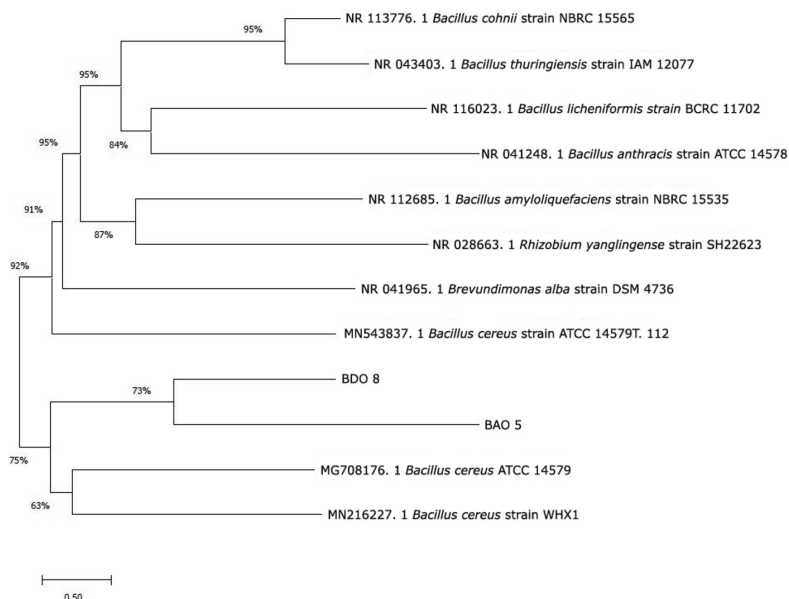 95%
NR 113776. 1 Bacillus cohnii strain NBRC 15565
NR 043403. 1 Bacillus thuringiensis strain IAM 12077
95%
NR 116023. 1 Bacillus licheniformis strain BCRC 11702
84%
95%
NR 041248. 1 Bacillus anthracis strain ATCC 14578
NR 112685. 1 Bacillus amyloliquefaciens strain NBRC 15535
91%
87%
NR 028663. 1 Rhizobium yanglingense strain SH22623
92%
NR 041965. 1 Brevundimonas alba strain DSM 4736
MN543837. 1 Bacillus cereus strain ATCC 14579T. 112
BDO 8
73%
BAO 5
75%
MG708176. 1 Bacillus cereus ATCC 14579
63%
MN216227. 1 Bacillus cereus strain WHX1
0.50